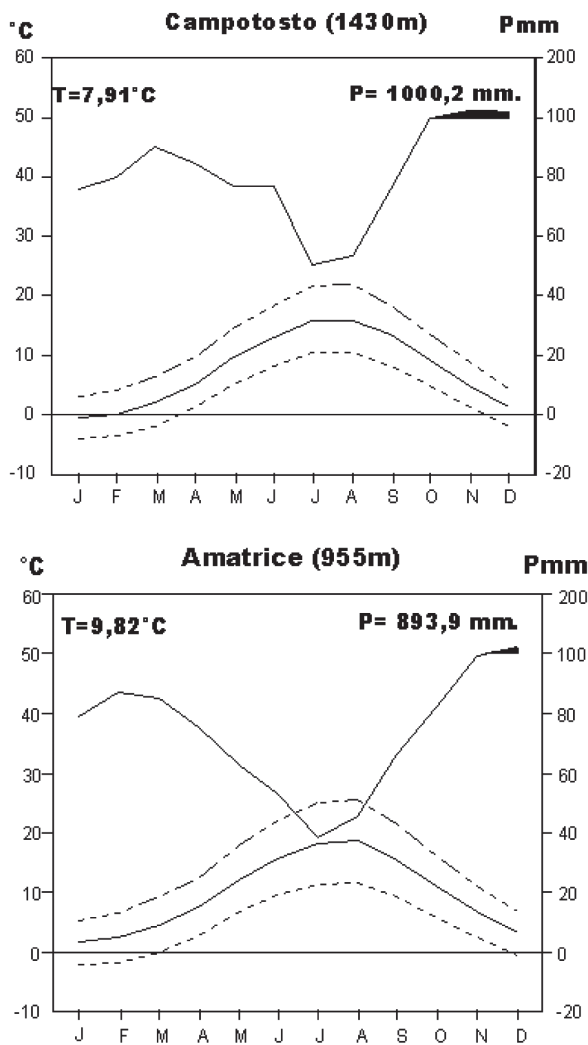 Campotosto (1430m)
°C Pmm
T=7,91°C P= 1000,2 mm.
60 200
50 100
40 80
30 60
20 40
10 20
0 0
-10 -20
J F M A M J J A S O N D
Amatrice (955m)
°C Pmm
T=9,82°C P= 893,9 mm.
60 200
50 100
40 80
30 60
20 40
10 20
0 0
-10 -20
J F M A M J J A S O N D